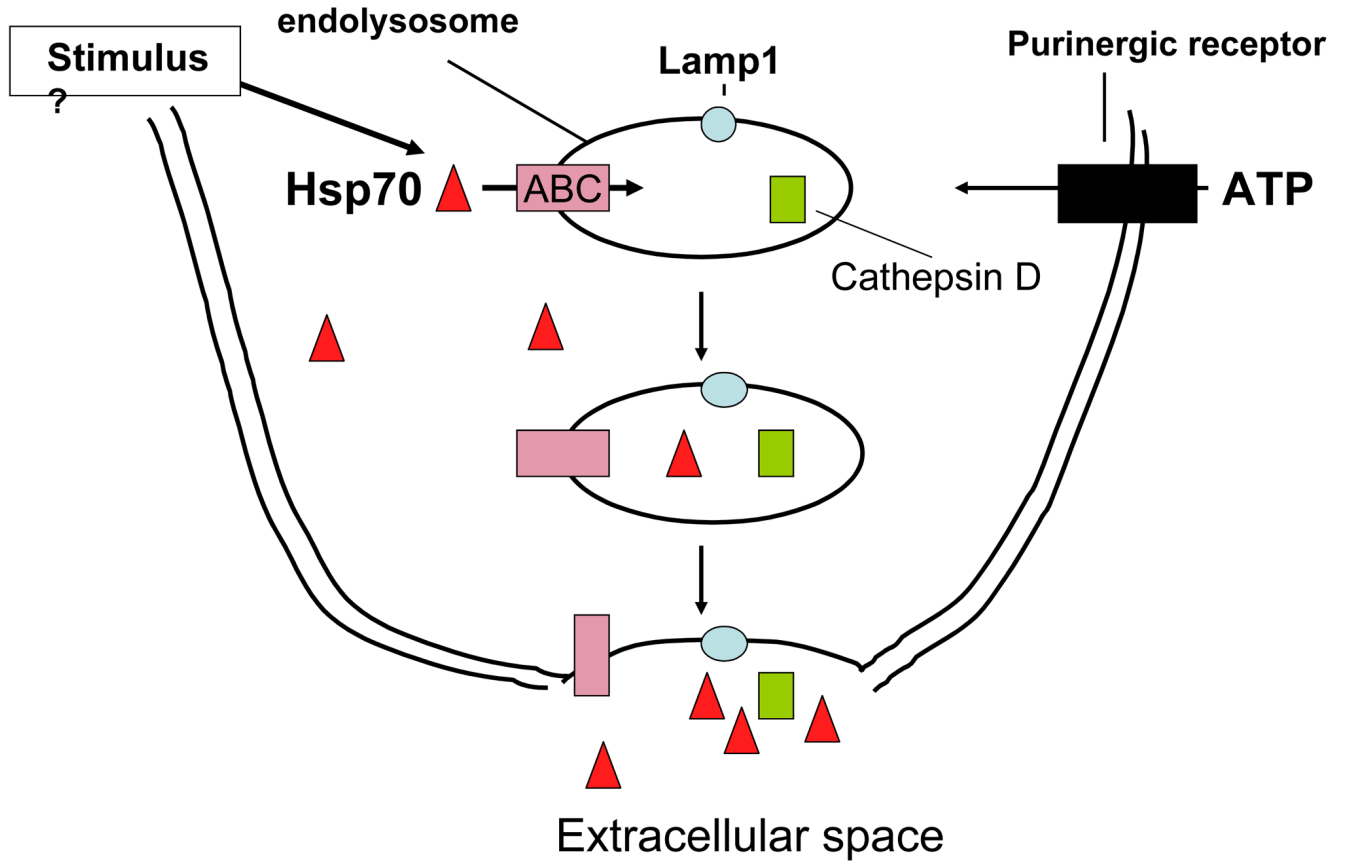 endolysosome
Stimulus
?
Lamp1
Purinergic receptor
Hsp70
ABC
ATP
Cathepsin D
Extracellular space